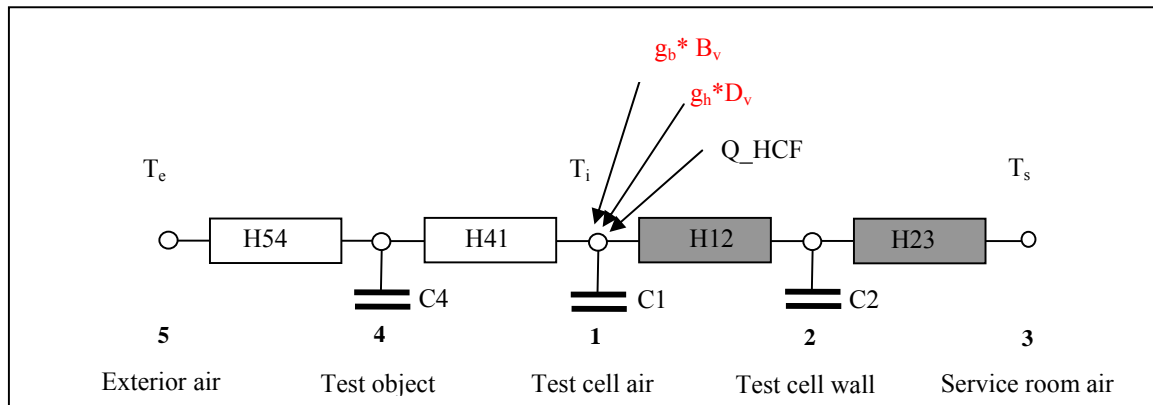 g_b* B_v
g_h*D_v
Q_HCF
T_e T_i T_s
H54 H41 H12 H23
C4 C1 C2
5 4 1 2 3
Exterior air Test object Test cell air Test cell wall Service room air